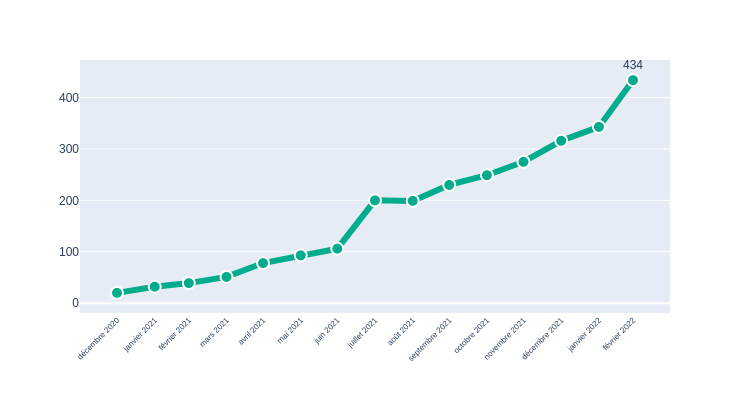 434
400
300
200
100
0
décembre 2020
janvier 2021
février 2021
mars 2021
avril 2021
mai 2021
juin 2021
juillet 2021
août 2021
septembre 2021
octobre 2021
novembre 2021
décembre 2021
janvier 2022
février 2022